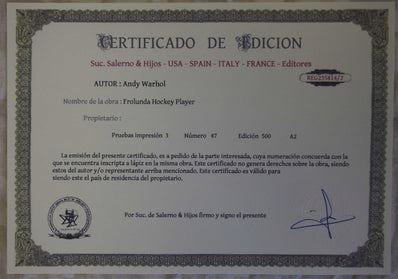 CERTIFICADO DE EDICION
Suc. Salerno & Hijos - USA - SPAIN - ITALY - FRANCE - Editores
REG235814/2
AUTOR : Andy Warhol
Nombre de la obra : Frolunda Hockey Player
Propietario :
Pruebas impresión 3 Número 47 Edición 500 A2
La emisión del presente certificado, es a pedido de la parte interesada, cuya numeración concuerda con la
que se encuentra inscripta a lápiz en la misma obra. Este certificado no genera derechos sobre la obra, siendo
estos del autor y/o representante arriba mencionado. Este certificado es válido para
siendo este el país de residencia del propietario.
Por Suc. de Salerno & Hijos firmo y signo el presente